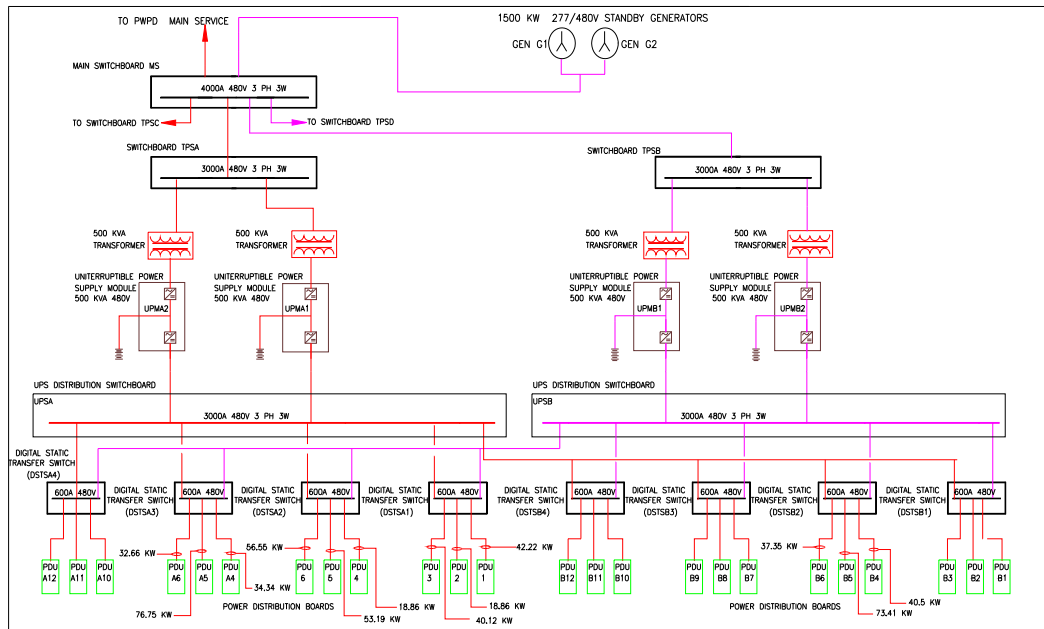 TO PWPD MAIN SERVICE
1500 KW 277/480V STANDBY GENERATORS
GEN G1
GEN G2
MAIN SWITCHBOARD MS
4000A 480V 3 PH 3W
TO SWITCHBOARD TPSC
TO SWITCHBOARD TPSD
SWITCHBOARD TPSA
SWITCHBOARD TPSB
3000A 480V 3 PH 3W
3000A 480V 3 PH 3W
500 KVA
TRANSFORMER
600 KVA
TRANSFORMER
500 KVA
TRANSFORMER
500 KVA
TRANSFORMER
UNITERRUPTIBLE POWER
SUPPLY MODULE
500 KVA 480V
UNITERRUPTIBLE POWER
SUPPLY MODULE
500 KVA 480V
UNITERRUPTIBLE POWER
SUPPLY MODULE
500 KVA 480V
UNITERRUPTIBLE POWER
SUPPLY MODULE
500 KVA 480V
UPMA2
UPMA1
UPMB1
UPMB2
UPS DISTRIBUTION SWITCHBOARD
UPS DISTRIBUTION SWITCHBOARD
UPSA
UPSB
3000A 480V 3 PH 3W
3000A 480V 3 PH 3W
DIGITAL STATIC
TRANSFER SWITCH
(DSTSA4)
600A 480V
DIGITAL STATIC
TRANSFER SWITCH
(DSTSA3)
600A 480V
DIGITAL STATIC
TRANSFER SWITCH
(DSTSA2)
600A 480V
DIGITAL STATIC
TRANSFER SWITCH
(DSTSA1)
600A 480V
DIGITAL STATIC
TRANSFER SWITCH
(DSTSB4)
600A 480V
DIGITAL STATIC
TRANSFER SWITCH
(DSTSB3)
600A 480V
DIGITAL STATIC
TRANSFER SWITCH
(DSTSB2)
600A 480V
DIGITAL STATIC
TRANSFER SWITCH
(DSTSB1)
600A 480V
32.66 KW
56.55 KW
42.22 KW
37.35 KW
PDU
A12
PDU
A11
PDU
A10
PDU
A6
PDU
A5
PDU
A4
PDU
6
PDU
5
PDU
4
PDU
3
PDU
2
PDU
1
PDU
B12
PDU
B11
PDU
B10
PDU
B9
PDU
B8
PDU
B7
PDU
B6
PDU
B5
PDU
B4
PDU
B3
PDU
B2
PDU
B1
34.34 KW
POWER DISTRIBUTION BOARDS
76.75 KW
18.86 KW
53.19 KW
18.86 KW
40.12 KW
POWER DISTRIBUTION BOARDS
40.5 KW
73.41 KW